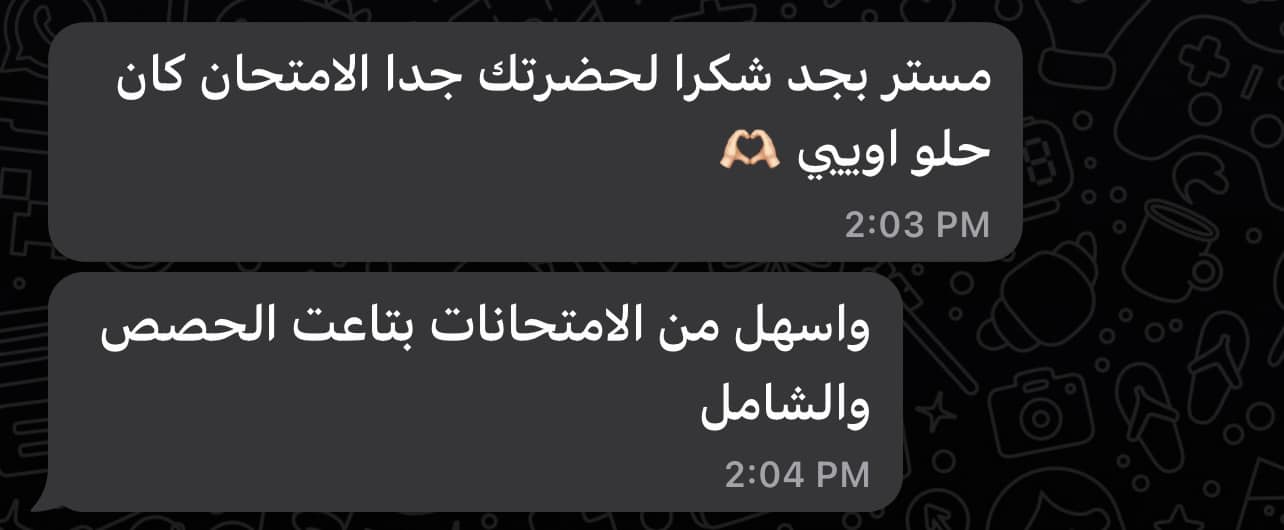 مستر بجد شكرا لحضرتك جدا الامتحان كان
حلو اوييي 🫶🏻
2:03 PM
واسهل من الامتحانات بتاعت الحصص
والشامل
2:04 PM